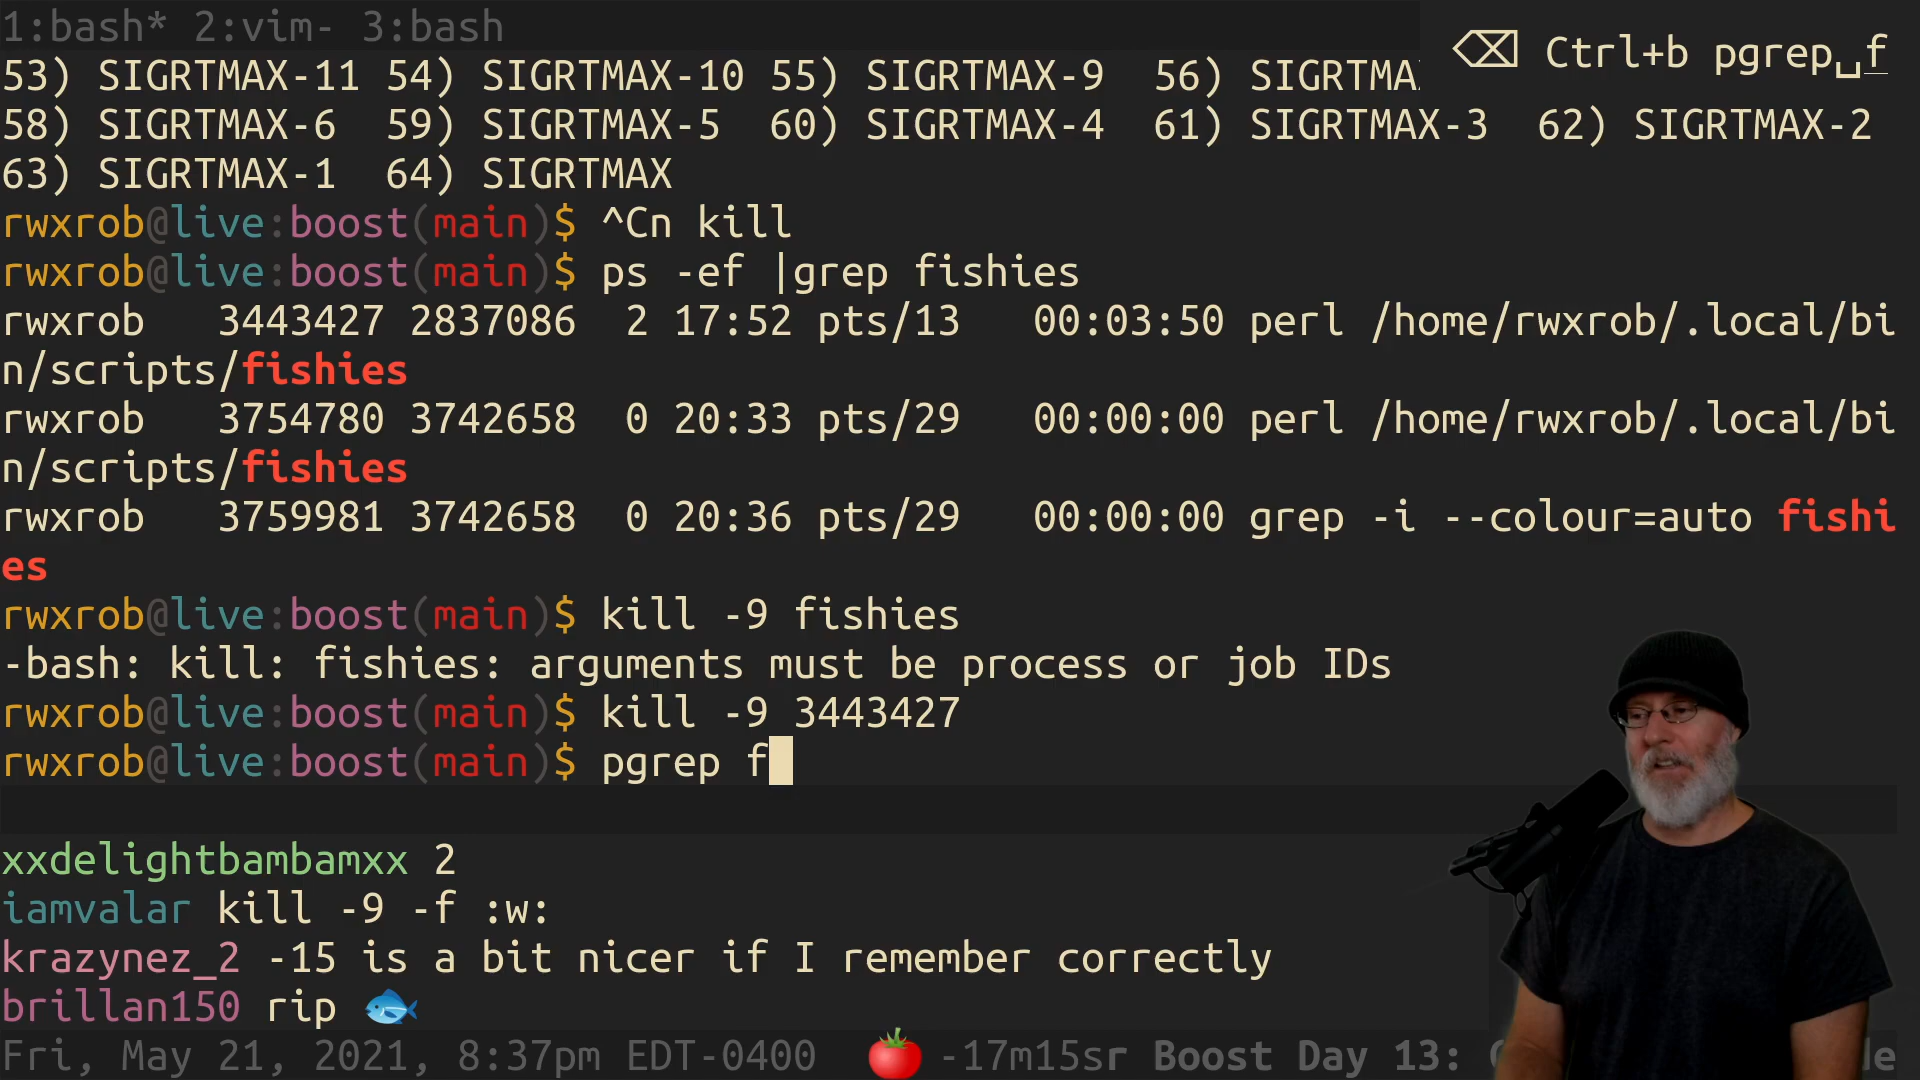 1:bash* 2:vim- 3:bash
⌫ Ctrl+b pgrep␣f
53) SIGRTMAX-11 54) SIGRTMAX-10 55) SIGRTMAX-9 56) SIGRTMA
58) SIGRTMAX-6 59) SIGRTMAX-5 60) SIGRTMAX-4 61) SIGRTMAX-3 62) SIGRTMAX-2
63) SIGRTMAX-1 64) SIGRTMAX
rwxrob@live:boost(main)$ ^Cn kill
rwxrob@live:boost(main)$ ps -ef |grep fishies
rwxrob 3443427 2837086 2 17:52 pts/13 00:03:50 perl /home/rwxrob/.local/bi
n/scripts/fishies
rwxrob 3754780 3742658 0 20:33 pts/29 00:00:00 perl /home/rwxrob/.local/bi
n/scripts/fishies
rwxrob 3759981 3742658 0 20:36 pts/29 00:00:00 grep -i --colour=auto fishi
es
rwxrob@live:boost(main)$ kill -9 fishies
-bash: kill: fishies: arguments must be process or job IDs
rwxrob@live:boost(main)$ kill -9 3443427
rwxrob@live:boost(main)$ pgrep f
xxdelightbambamxx 2
iamvalar kill -9 -f :w:
krazynez_2 -15 is a bit nicer if I remember correctly
brillan150 rip 🐟
Fri, May 21, 2021, 8:37pm EDT-0400 🍅 -17m15sr Boost Day 13: